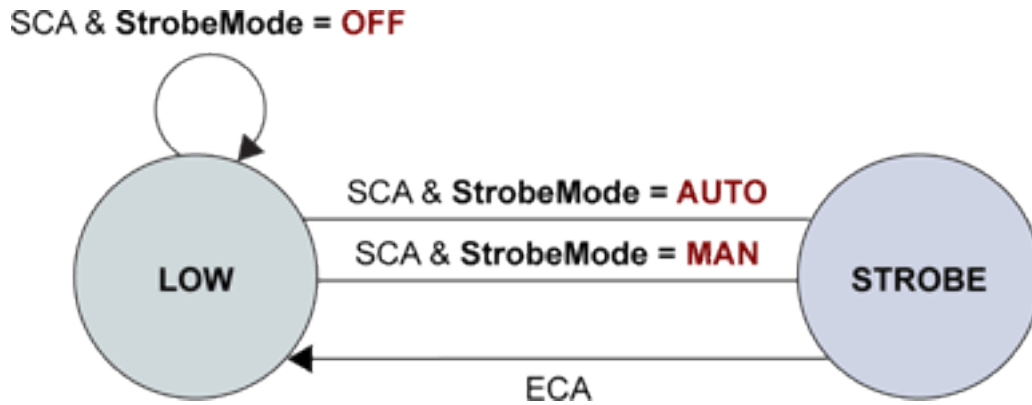 SCA & StrobeMode = OFF
SCA & StrobeMode = AUTO
SCA & StrobeMode = MAN
LOW
STROBE
ECA